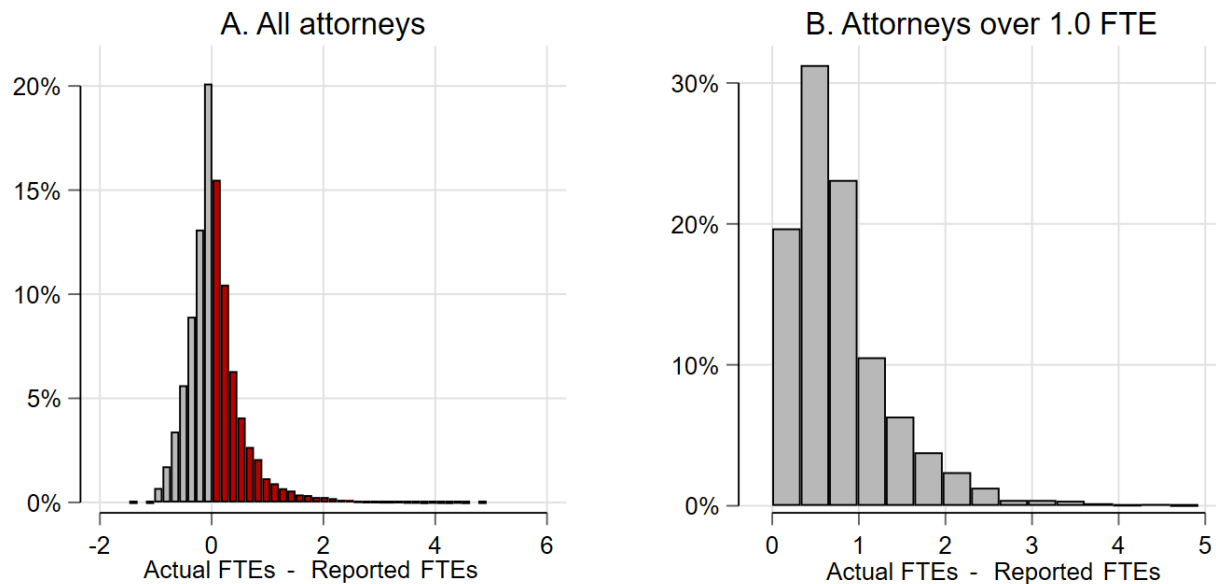 A. All attorneys
20%
15%
10%
5%
0%
-2 0 2 4 6
Actual FTEs - Reported FTEs
B. Attorneys over 1.0 FTE
30%
20%
10%
0%
0 1 2 3 4 5
Actual FTEs - Reported FTEs